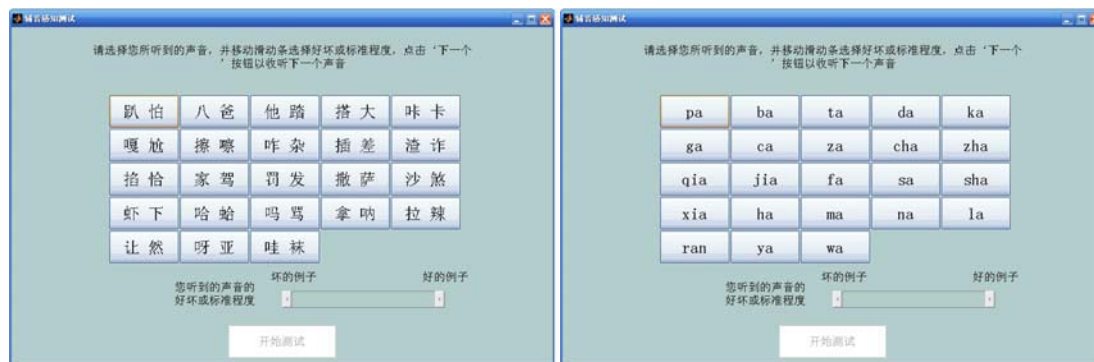 辅音感知测试
请选择您所听到的声音，并移动滑动条选择好坏或标准程度，点击‘下一个
’按钮以收听下一个声音
趴 怕 八 爸 他 踏 搭 大 咔 卡
嘎 尬 擦 嚓 咋 杂 插 差 渣 诈
掐 恰 家 驾 罚 发 撒 萨 沙 煞
虾 下 哈 蛤 吗 骂 拿 呐 拉 辣
让 然 呀 亚 哇 袜
坏的例子 好的例子
您听到的声音的
好坏或标准程度
开始测试
辅音感知测试
请选择您所听到的声音，并移动滑动条选择好坏或标准程度，点击‘下一个
’按钮以收听下一个声音
pa ba ta da ka
ga ca za cha zha
qia jia fa sa sha
xia ha ma na la
ran ya wa
坏的例子 好的例子
您听到的声音的
好坏或标准程度
开始测试